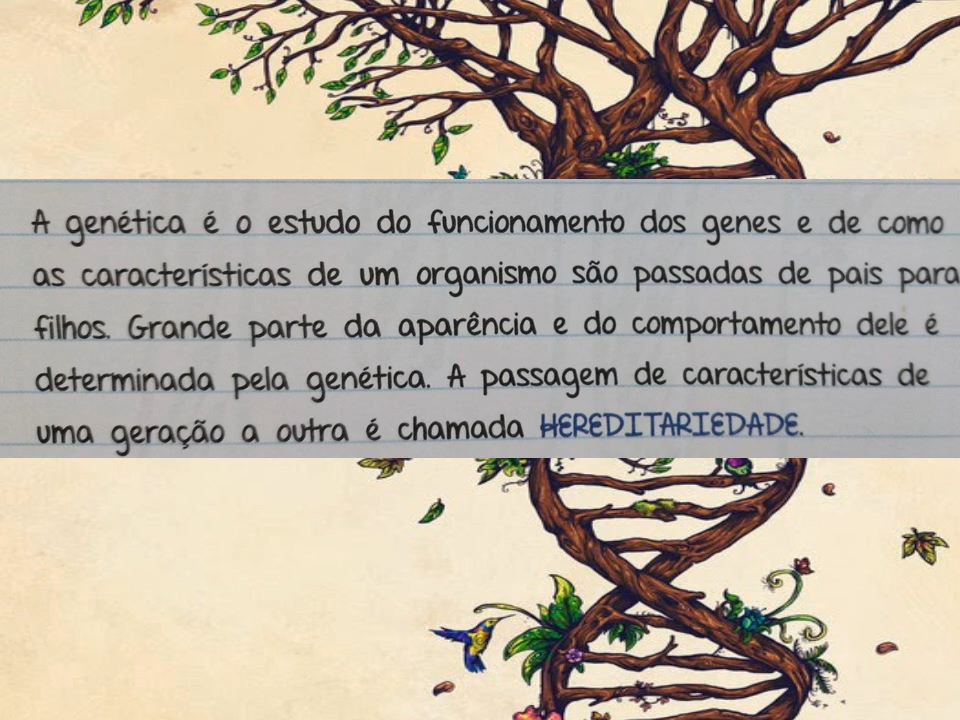 A genética é o estudo do funcionamento dos genes e de como
as características de um organismo são passadas de pais para
filhos. Grande parte da aparência e do comportamento dele é
determinada pela genética. A passagem de características de
uma geração a outra é chamada HEREDITARIEDADE.